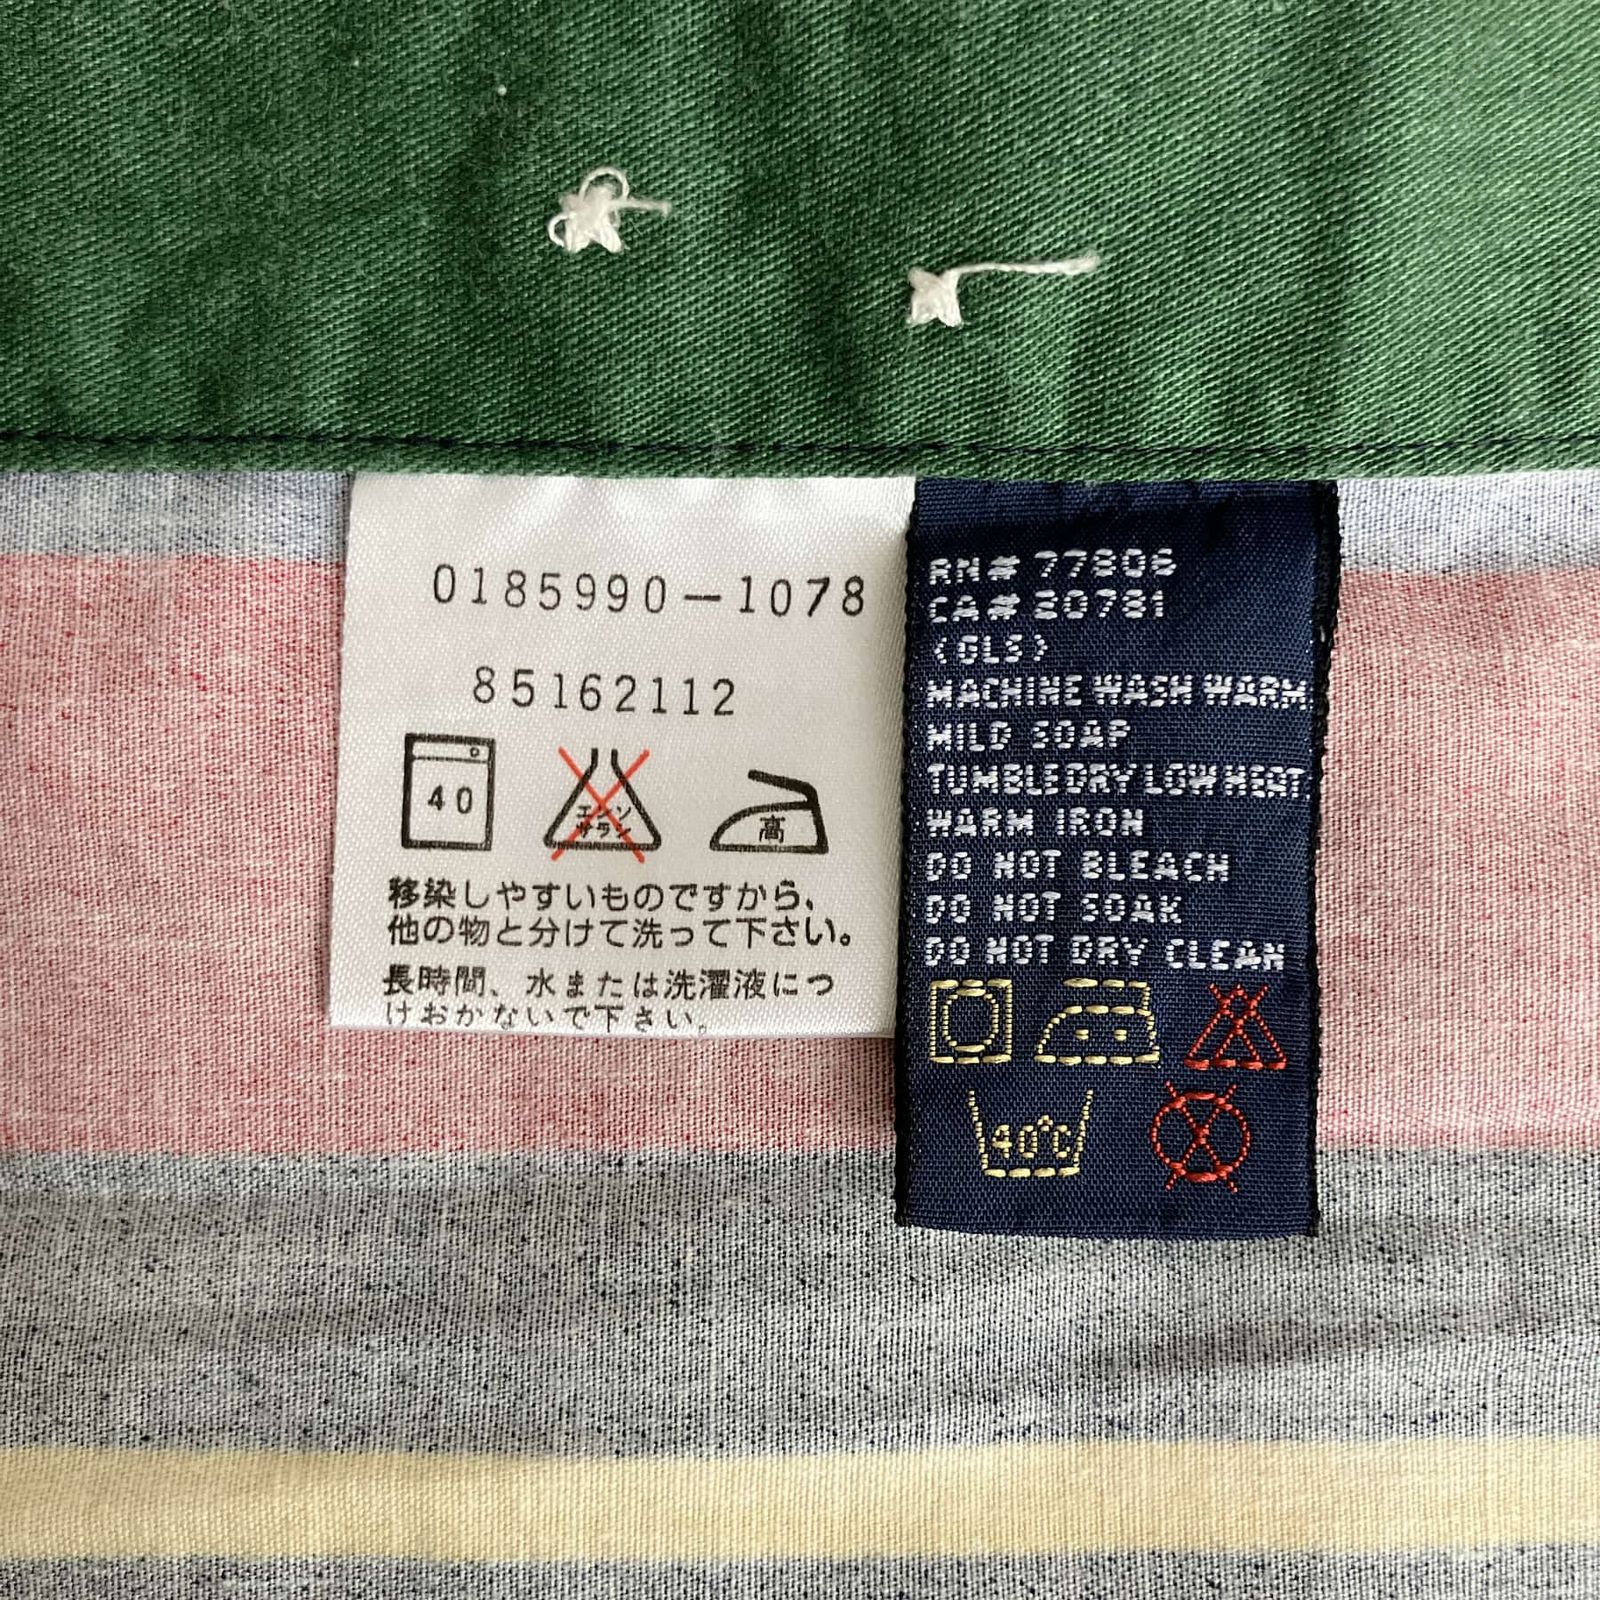 0185990-1078
85162112
40
エンソ
サラシ
高
移染しやすいものですから、
他の物と分けて洗って下さい。
長時間、水または洗濯液につ
けおかないで下さい。
RN# 77806
CA# 20781
(GLS)
MACHINE WASH WARM
MILD SOAP
TUMBLE DRY LOW HEAT
WARM IRON
DO NOT BLEACH
DO NOT SOAK
DO NOT DRY CLEAN
40°C